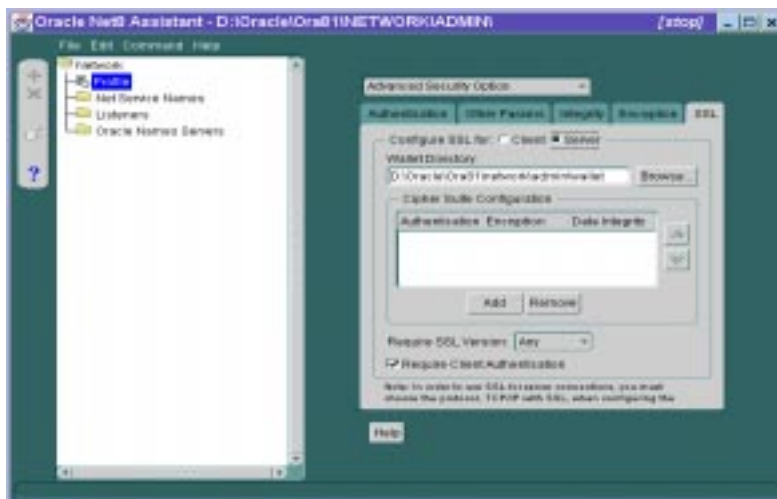 Oracle Net8 Assistant - D:\Oracle\Ora81\NETWORK\ADMIN\ [stop]
File Edit Command Help
Network
Profile
Net Service Names
Listeners
Oracle Names Servers
?
Advanced Security Option
Authentication Other Params Integrity Encryption SSL
Configure SSL for: Client Server
Wallet Directory:
D:\Oracle\Ora81\network\admin\wallet Browse...
Cipher Suite Configuration
Authentication Encryption Data Integrity
Add Remove
Require SSL Version: Any
Require Client Authentication
Note: In order to use SSL for server connections, you must
choose the protocol, TCP/IP with SSL, when configuring the
Help